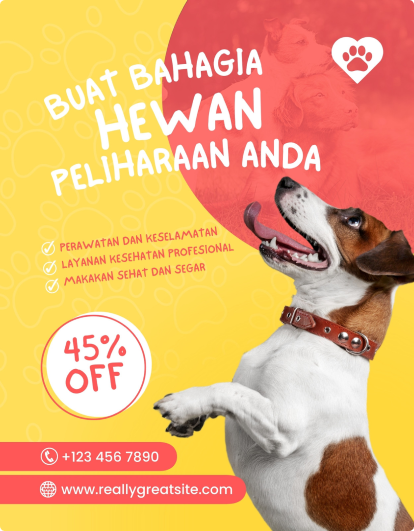 BUAT BAHAGIA
HEWAN
PELIHARAAN ANDA
PERAWATAN DAN KESELAMATAN
LAYANAN KESEHATAN PROFESIONAL
MAKAKAN SEHAT DAN SEGAR
45%
OFF
+123 456 7890
www.reallygreatsite.com